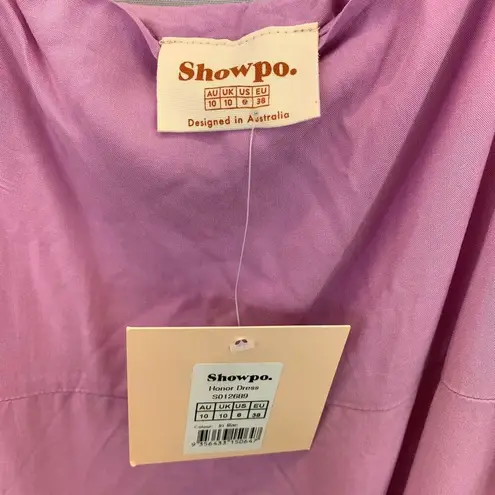 Showpo.
AU UK US EU
10 10 6 38
Designed in Australia
Showpo.
Honor Dress
S012689
AU UK US EU
10 10 6 38
Colour: